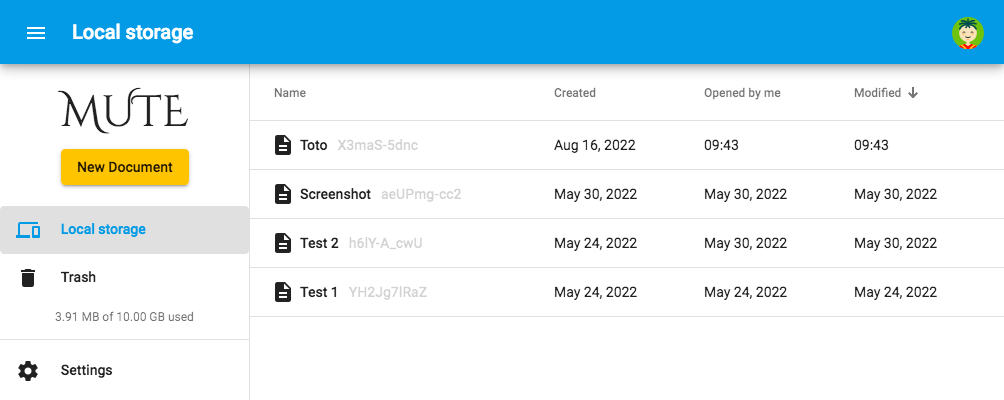 Local storage
MUTE
New Document
Local storage
Trash
3.91 MB of 10.00 GB used
Settings
Name Created Opened by me Modified
Toto X3maS-5dnc Aug 16, 2022 09:43 09:43
Screenshot aeUPmg-cc2 May 30, 2022 May 30, 2022 May 30, 2022
Test 2 h6lY-A_cwU May 24, 2022 May 30, 2022 May 30, 2022
Test 1 YH2Jg7lRaZ May 24, 2022 May 24, 2022 May 24, 2022